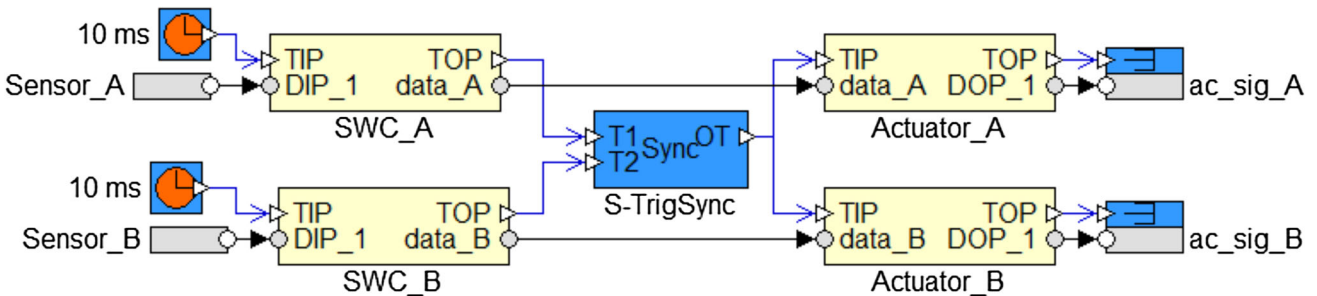 10 ms
TIP TOP
Sensor_A DIP_1 data_A
SWC_A
TIP TOP
data_A DOP_1 ac_sig_A
Actuator_A
T1 Sync OT
T2
S-TrigSync
10 ms
TIP TOP
Sensor_B DIP_1 data_B
SWC_B
TIP TOP
data_B DOP_1 ac_sig_B
Actuator_B